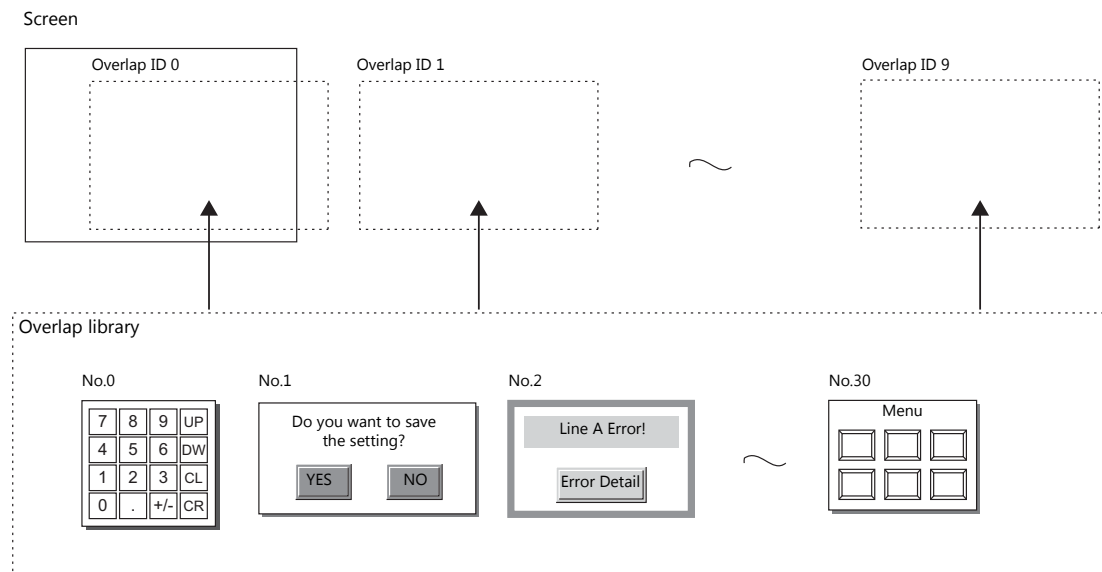 Screen
Overlap ID 0
Overlap ID 1
Overlap ID 9
Overlap library
No.0
No.1
No.2
No.30
7 8 9 UP
4 5 6 DW
1 2 3 CL
0 . +/- CR
Do you want to save
the setting?
YES NO
Line A Error!
Error Detail
Menu